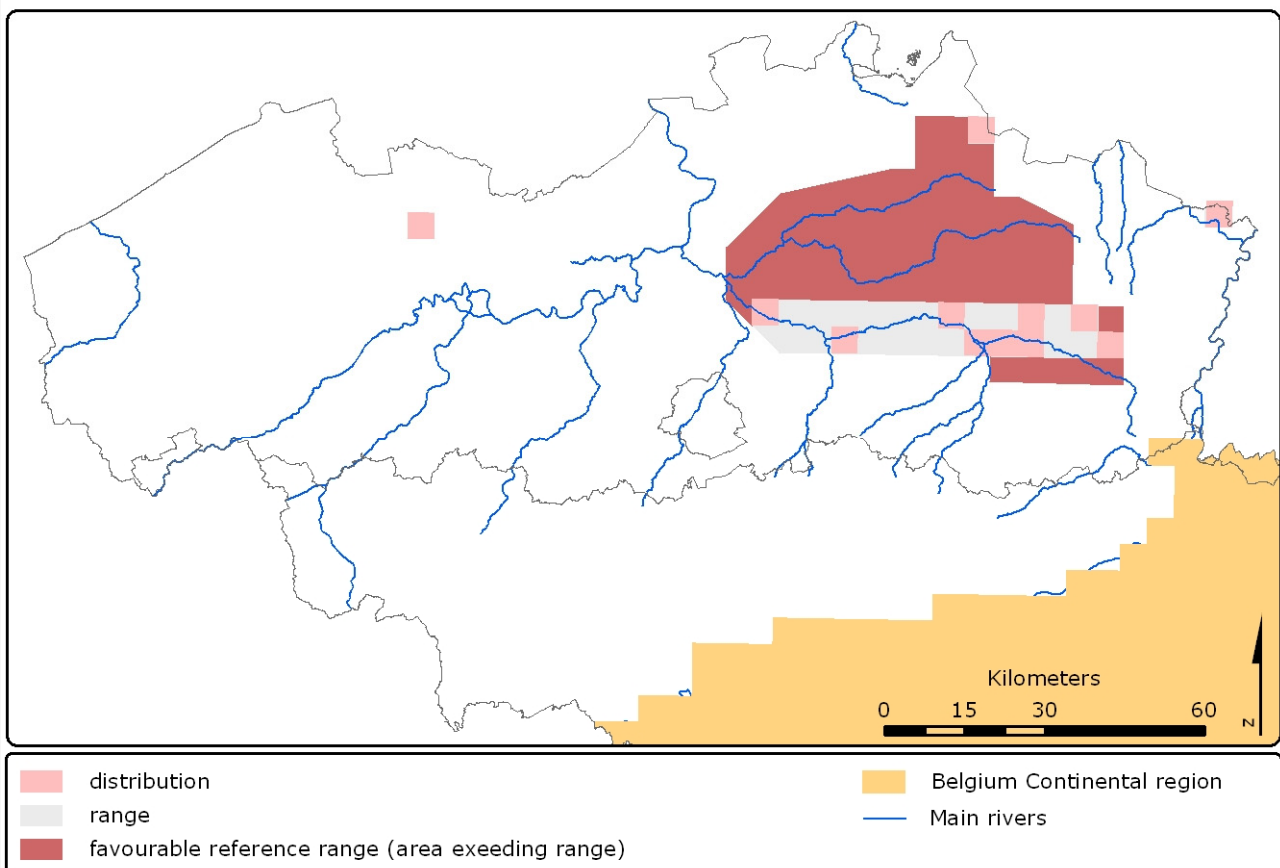 Kilometers
0 15 30 60
N
distribution
range
favourable reference range (area exeeding range)
Belgium Continental region
Main rivers